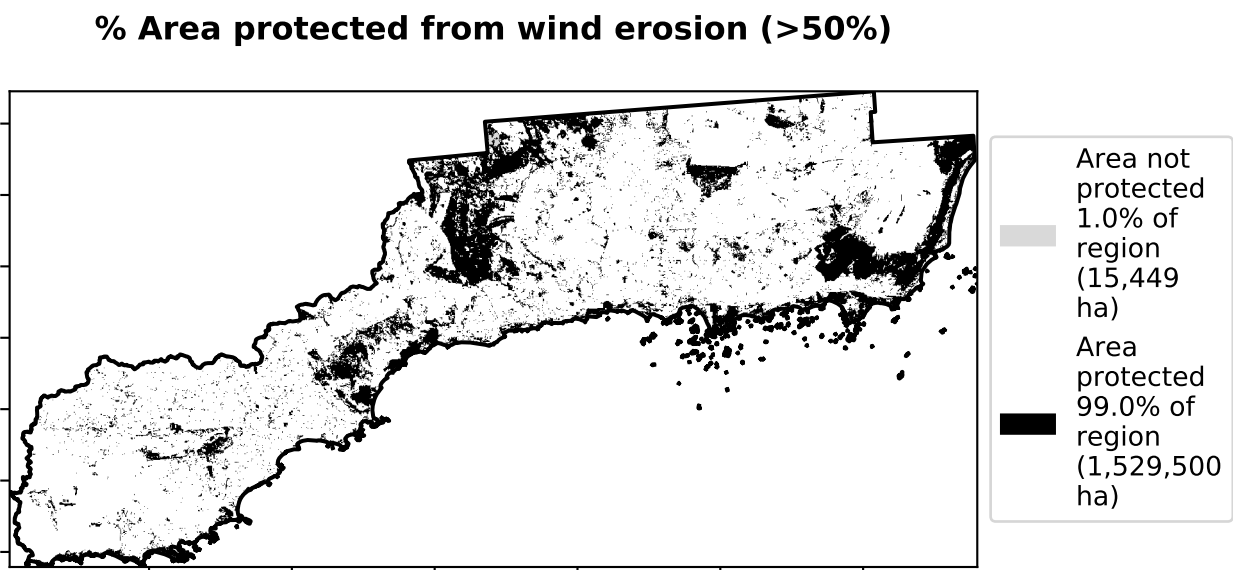 % Area protected from wind erosion (>50%)
Area not
protected
1.0% of
region
(15,449
ha)
Area
protected
99.0% of
region
(1,529,500
ha)